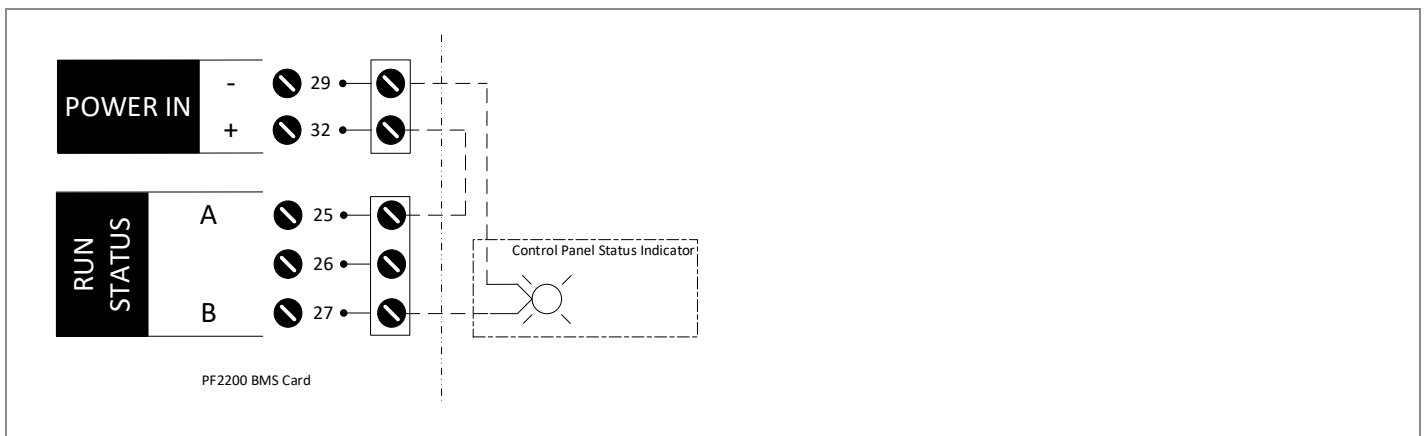 POWER IN
- 29
+ 32
RUN
STATUS
A 25
26
B 27
Control Panel Status Indicator
PF2200 BMS Card